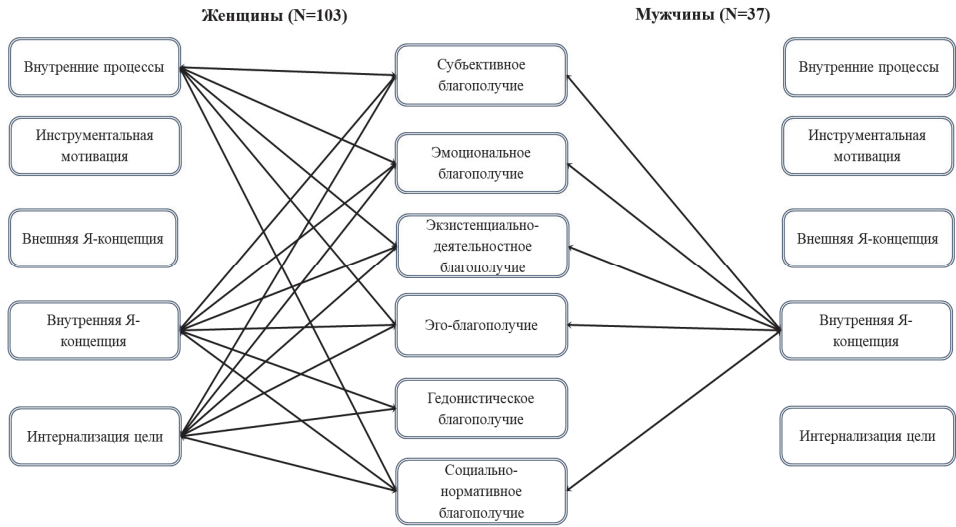 Женщины (N=103)
Мужчины (N=37)
Внутренние процессы
Инструментальная
мотивация
Внешняя Я-концепция
Внутренняя Я-
концепция
Интернализация цели
Субъективное
благополучие
Эмоциональное
благополучие
Экзистенциально-
деятельностное
благополучие
Эго-благополучие
Гедонистическое
благополучие
Социально-
нормативное
благополучие
Внутренние процессы
Инструментальная
мотивация
Внешняя Я-концепция
Внутренняя Я-
концепция
Интернализация цели